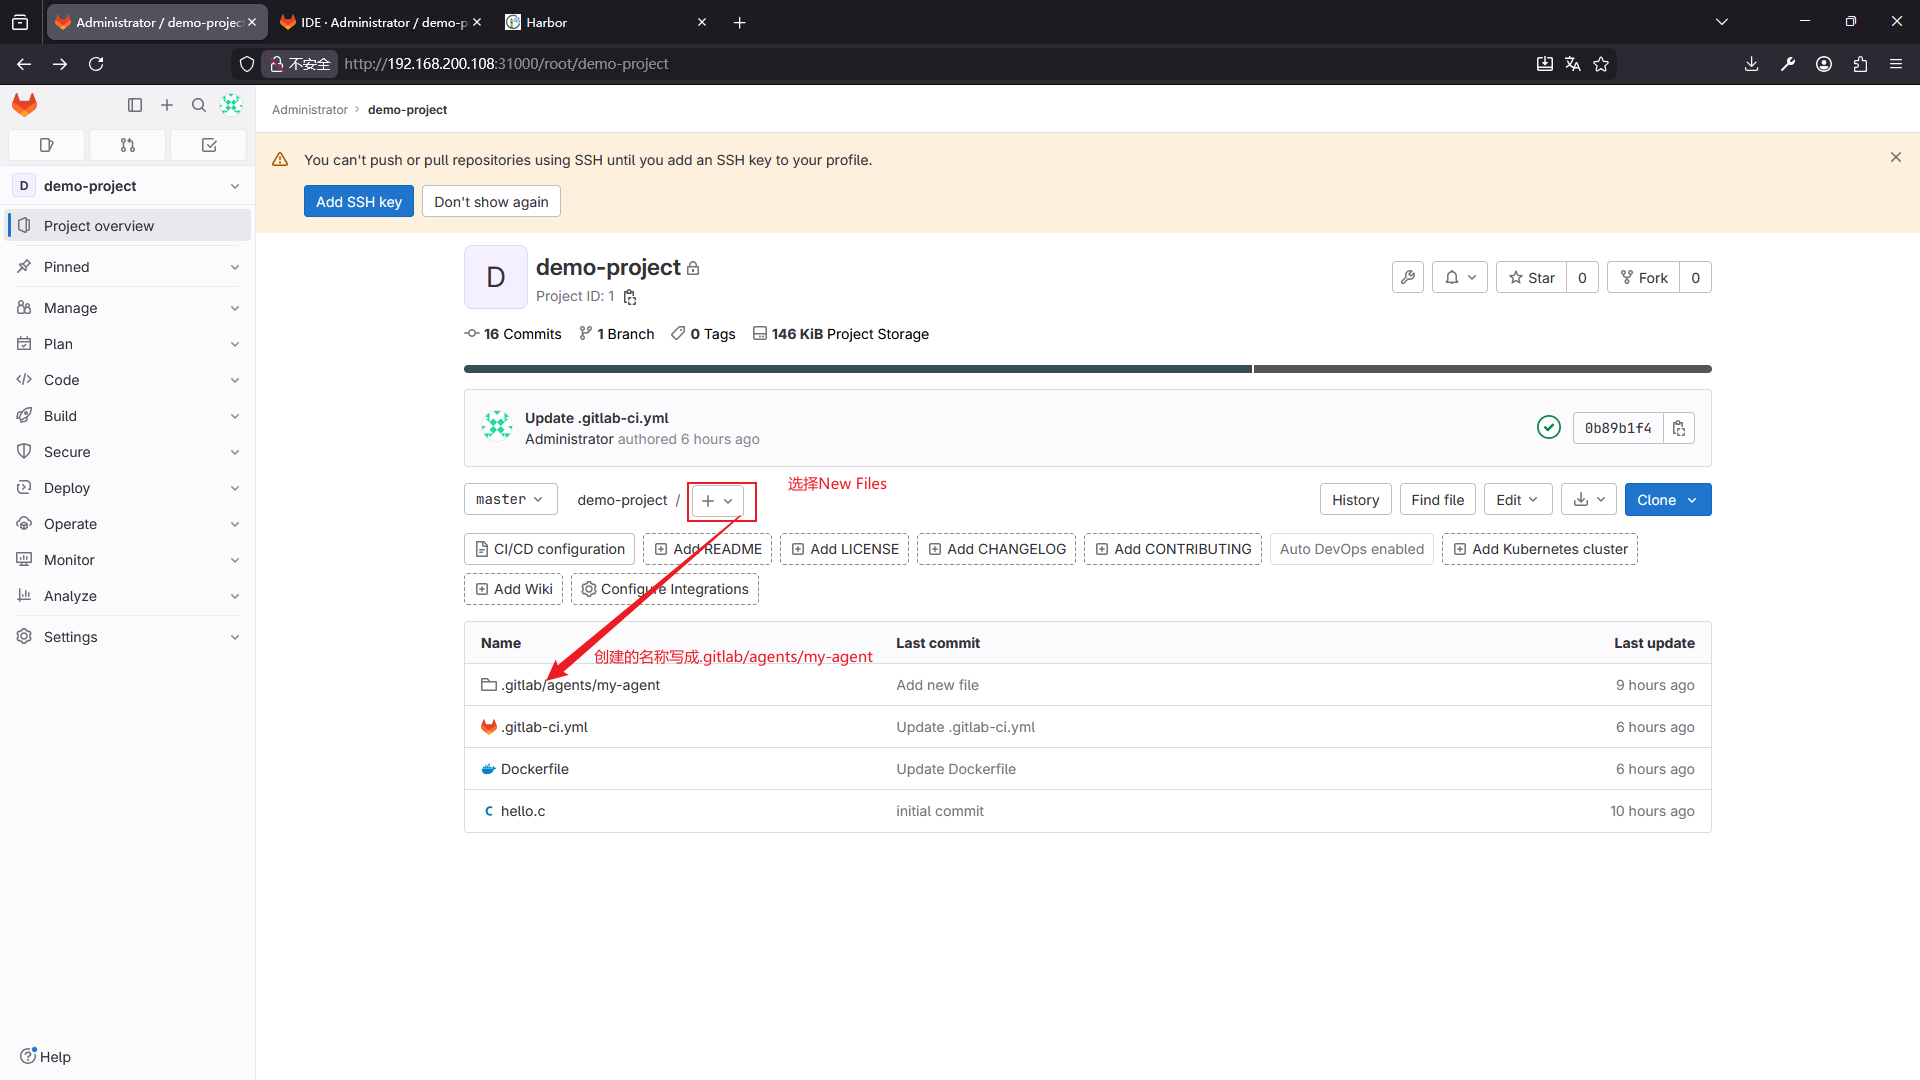 Administrator / demo-projec
IDE · Administrator / demo-p
Harbor
不安全
http://192.168.200.108:31000/root/demo-project
Administrator › demo-project
You can't push or pull repositories using SSH until you add an SSH key to your profile.
Add SSH key
Don't show again
D demo-project
Project overview
Pinned
Manage
Plan
Code
Build
Secure
Deploy
Operate
Monitor
Analyze
Settings
Help
D
demo-project
Project ID: 1
Star 0
Fork 0
16 Commits
1 Branch
0 Tags
146 KiB Project Storage
Update .gitlab-ci.yml
Administrator authored 6 hours ago
0b89b1f4
选择New Files
master
demo-project /
History
Find file
Edit
Clone
CI/CD configuration
Add README
Add LICENSE
Add CHANGELOG
Add CONTRIBUTING
Auto DevOps enabled
Add Kubernetes cluster
Add Wiki
Configure Integrations
Name Last commit Last update
创建的名称写成.gitlab/agents/my-agent
.gitlab/agents/my-agent Add new file 9 hours ago
.gitlab-ci.yml Update .gitlab-ci.yml 6 hours ago
Dockerfile Update Dockerfile 6 hours ago
hello.c initial commit 10 hours ago